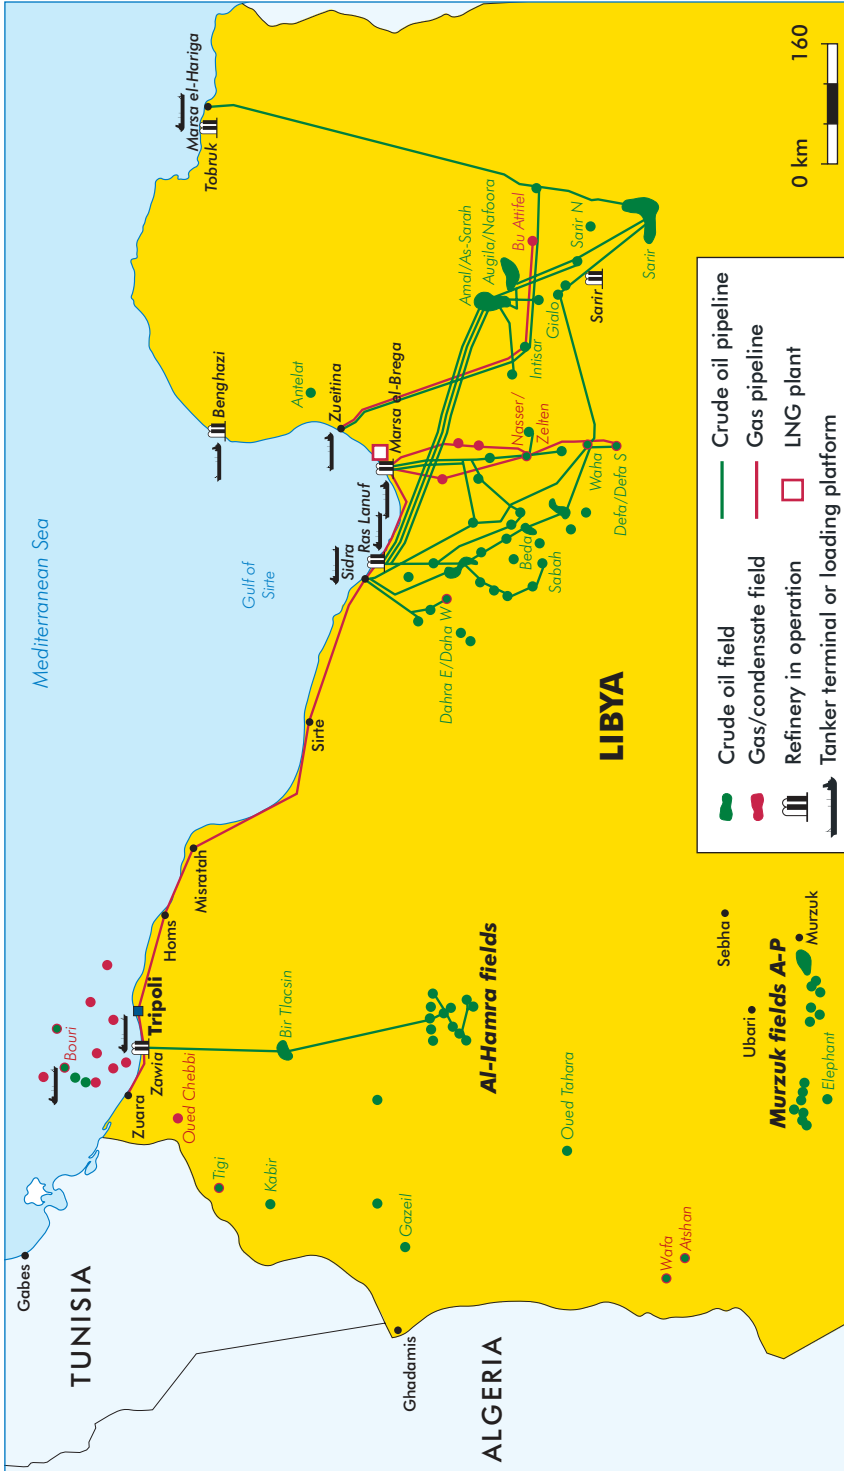 Mediterranean Sea
Gulf of
Sirte
TUNISIA
ALGERIA
LIBYA
Gabes
Ghadamis
Zuara
Zawia
Tripoli
Homs
Misratah
Sirte
Sidra
Ras Lanuf
Marsa el-Brega
Zueitina
Benghazi
Tobruk
Marsa el-Hariga
Bouri
Oued Chebbi
Tigi
Kabir
Gazeil
Bir Tlacsin
Al-Hamra fields
Oued Tahara
Wafa
Atshan
Sebha
Ubari
Murzuk
Murzuk fields A-P
Elephant
Dahra E/Daha W
Sabah
Beda
Waha
Defa/Defa S
Nasser/
Zelten
Antelat
Intisar
Gialo
Amal/As-Sarah
Augila/Nafoora
Bu Attifel
Sarir N
Sarir
Sarir
0 km
160
Crude oil field
Gas/condensate field
Refinery in operation
Tanker terminal or loading platform
Crude oil pipeline
Gas pipeline
LNG plant